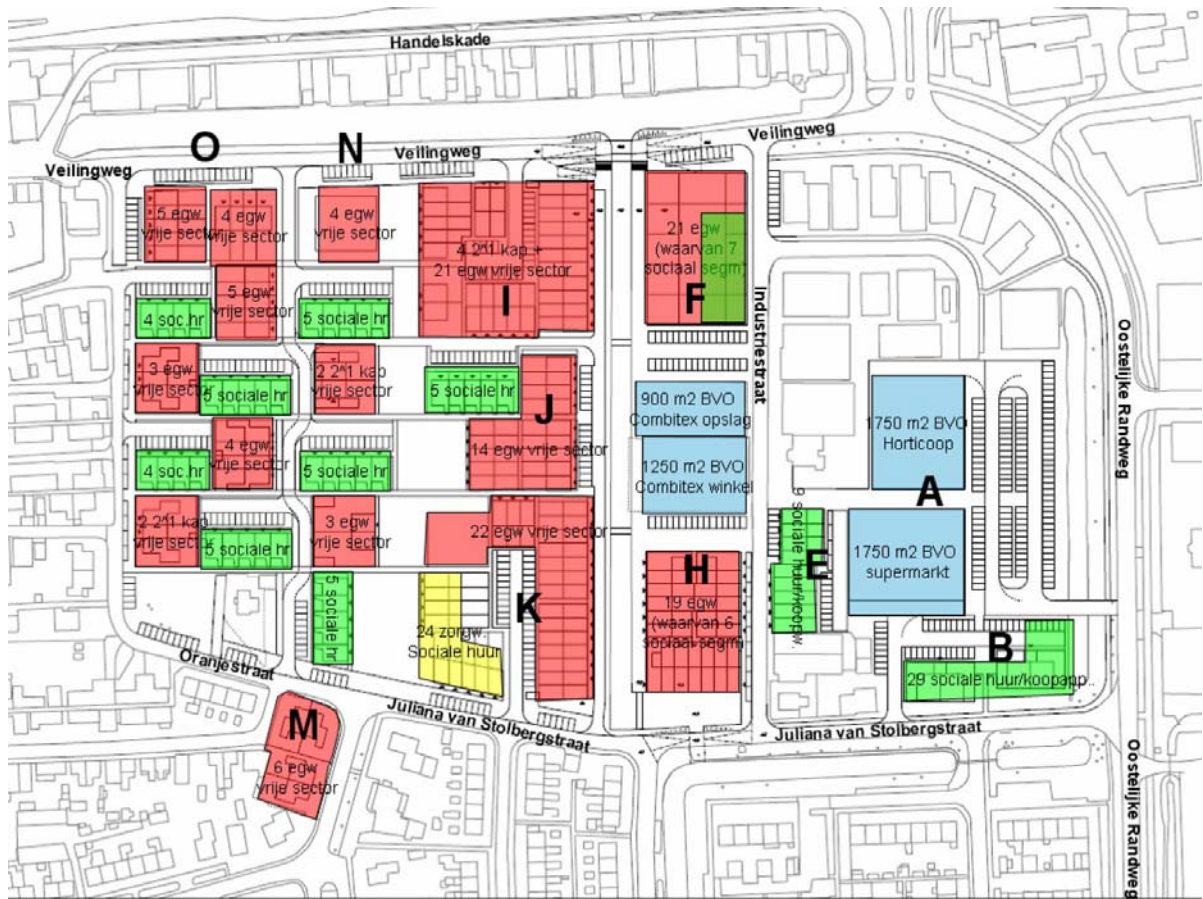 Handelskade
O
N
Veilingweg
Veilingweg
Veilingweg
5 egw
vrije sector
4 egw
vrije sector
4 egw
vrije sector
4 2^1 kap +
21 egw vrije sector
I
21 egw
(waarvan 7
sociaal segm)
F
5 egw
vrije sector
4 soc.hr
5 sociale hr
Industriestraat
Oostelijke Randweg
3 egw
vrije sector
2 2^1 kap
vrije sector
5 sociale hr
5 sociale hr
J
14 egw vrije sector
900 m2 BVO
Combitex opslag
1250 m2 BVO
Combitex winkel
1750 m2 BVO
Horticoop
A
4 egw
vrije sector
4 soc.hr
5 sociale hr
2 2^1 kap
vrije sector
5 sociale hr
3 egw
vrije sector
22 egw vrije sector
K
H
19 egw
(waarvan 6
sociaal segm)
9 sociale huur/koopw.
E
1750 m2 BVO
supermarkt
5 sociale hr
24 zorgw.
Sociale huur
B
29 sociale huur/koopapp..
Oranjestraat
Juliana van Stolbergstraat
Juliana van Stolbergstraat
M
6 egw
vrije sector
Oostelijke Randweg